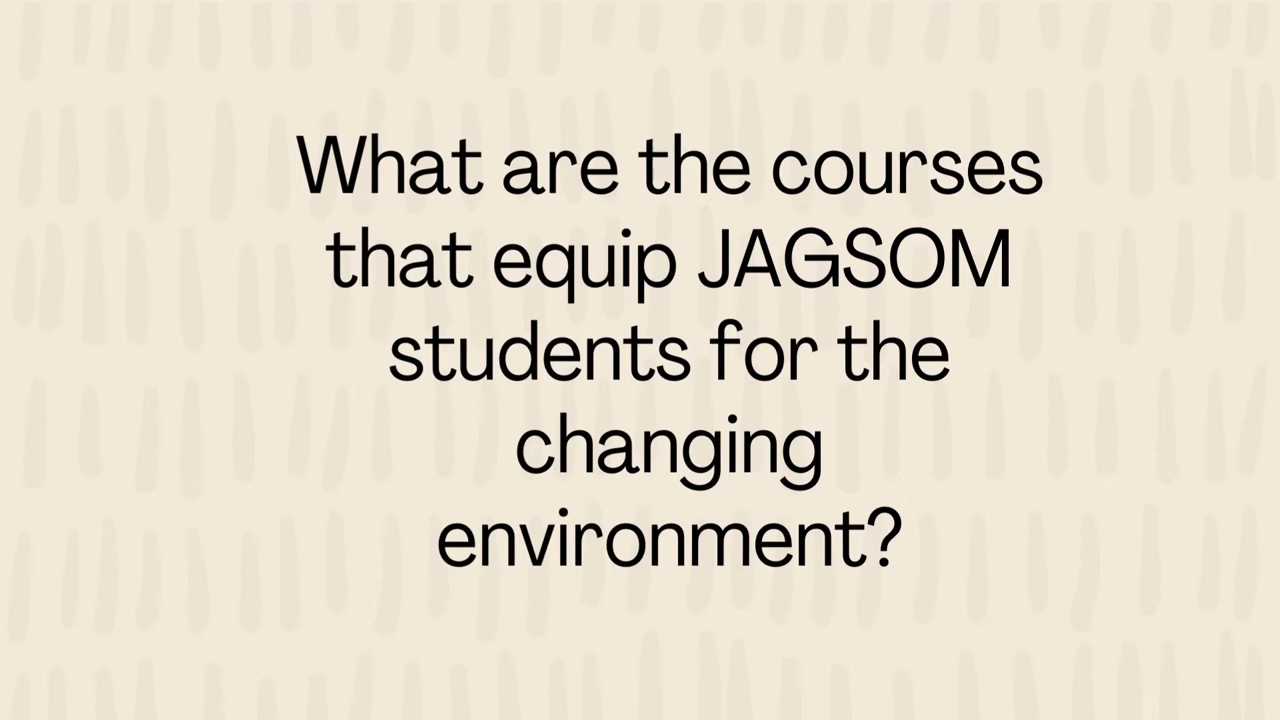 What are the courses
that equip JAGSOM
students for the
changing
environment?